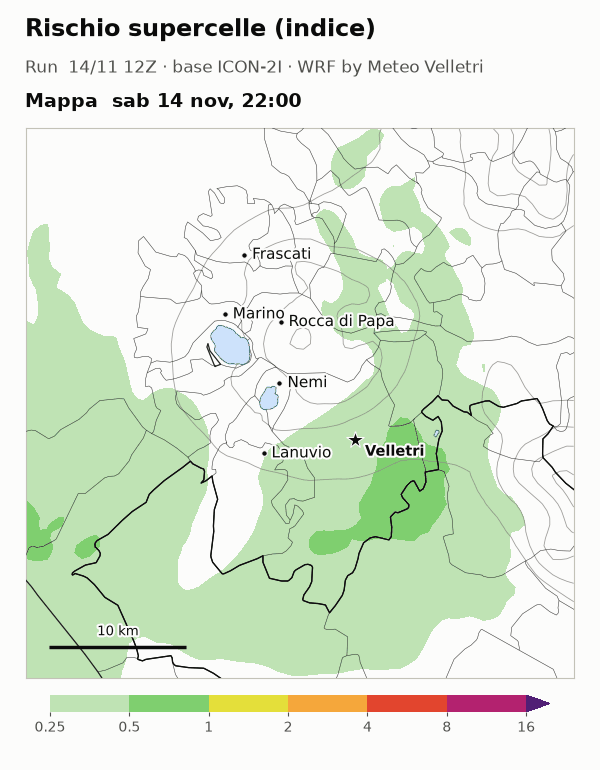 Rischio supercelle (indice)
Run  14/11 12Z · base ICON-2I · WRF by Meteo Velletri
Mappa  sab 14 nov, 22:00
Frascati
Marino
Rocca di Papa
Nemi
Velletri
Lanuvio
10 km
0.25 0.5 1 2 4 8 16